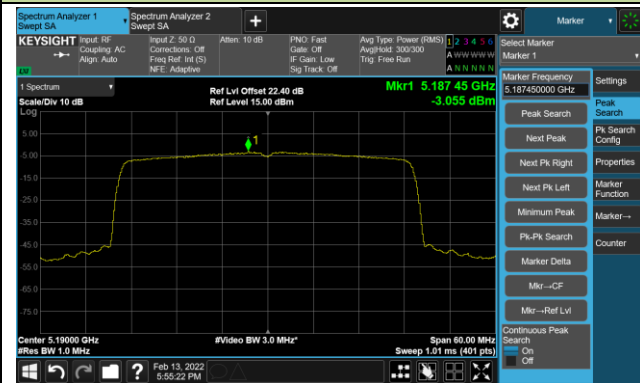 Spectrum Analyzer 1
Swept SA
Spectrum Analyzer 2
Swept SA
+
Marker
KEYSIGHT
Input: RF
Coupling: AC
Align: Auto
Input Z: 50 Ω
Corrections: Off
Freq Ref: Int (S)
NFE: Adaptive
Atten: 10 dB
PNO: Fast
Gate: Off
IF Gain: Low
Sig Track: Off
Avg Type: Power (RMS)
Avg|Hold: 300/300
Trig: Free Run
1 2 3 4 5 6
A W W W W W
A N N N N N
LXI
Select Marker
Marker 1
1 Spectrum
Scale/Div 10 dB
Log
Ref Lvl Offset 22.40 dB
Ref Level 15.00 dBm
Mkr1 5.187 45 GHz
-3.055 dBm
5.00
-5.00
-15.0
-25.0
-35.0
-45.0
-55.0
-65.0
-75.0
1
Center 5.19000 GHz
#Res BW 1.0 MHz
#Video BW 3.0 MHz*
Span 60.00 MHz
Sweep 1.01 ms (401 pts)
Marker Frequency
5.187450000 GHz
Peak Search
Next Peak
Next Pk Right
Next Pk Left
Minimum Peak
Pk-Pk Search
Marker Delta
Mkr→CF
Mkr→Ref Lvl
Continuous Peak
Search
On
Off
Settings
Peak
Search
Pk Search
Config
Properties
Marker
Function
Marker→
Counter
Feb 13, 2022
5:55:22 PM